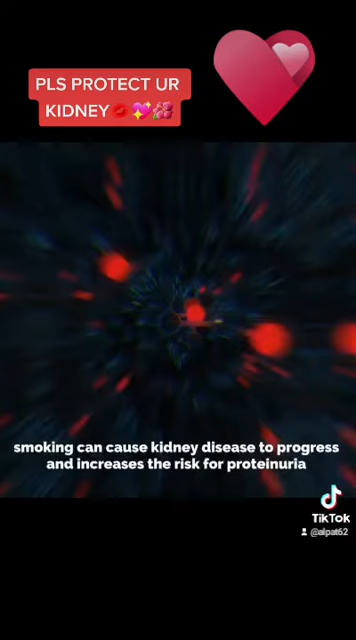 PLS PROTECT UR
KIDNEY💋💖💐
smoking can cause kidney disease to progress
and increases the risk for proteinuria
TikTok
@alpat62